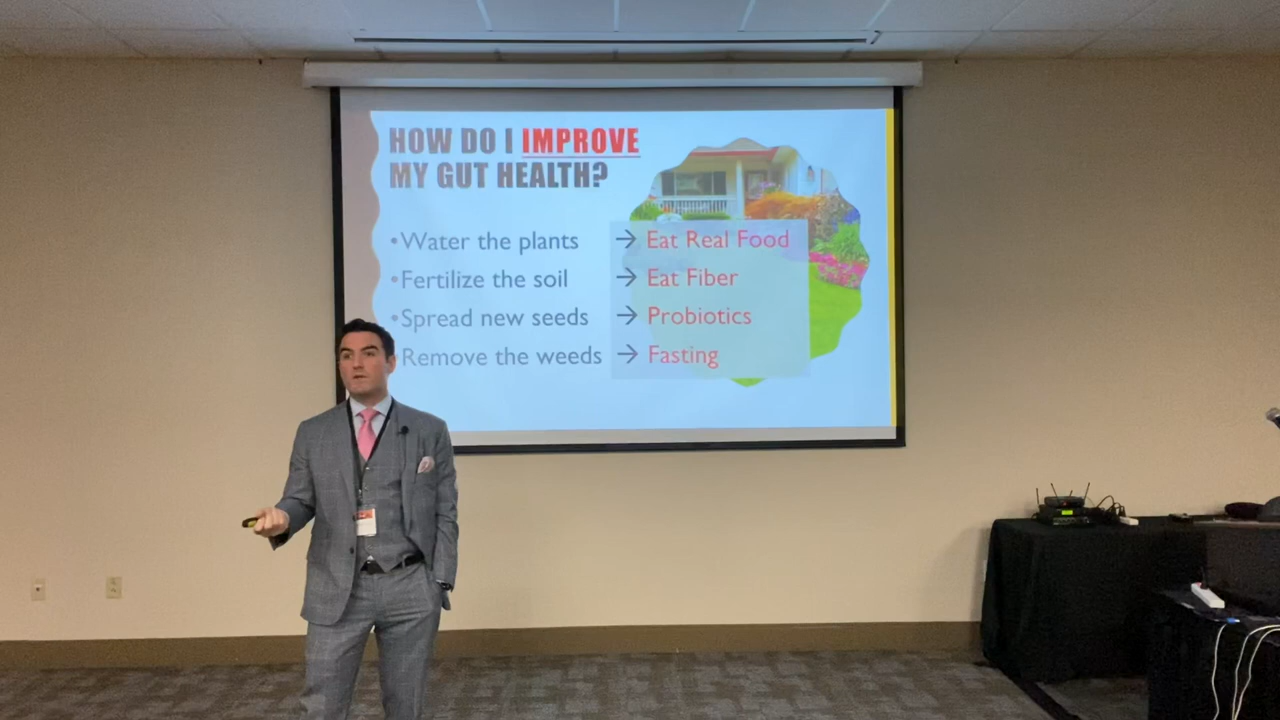 HOW DO I IMPROVE
MY GUT HEALTH?
•Water the plants → Eat Real Food
•Fertilize the soil → Eat Fiber
•Spread new seeds → Probiotics
Remove the weeds → Fasting